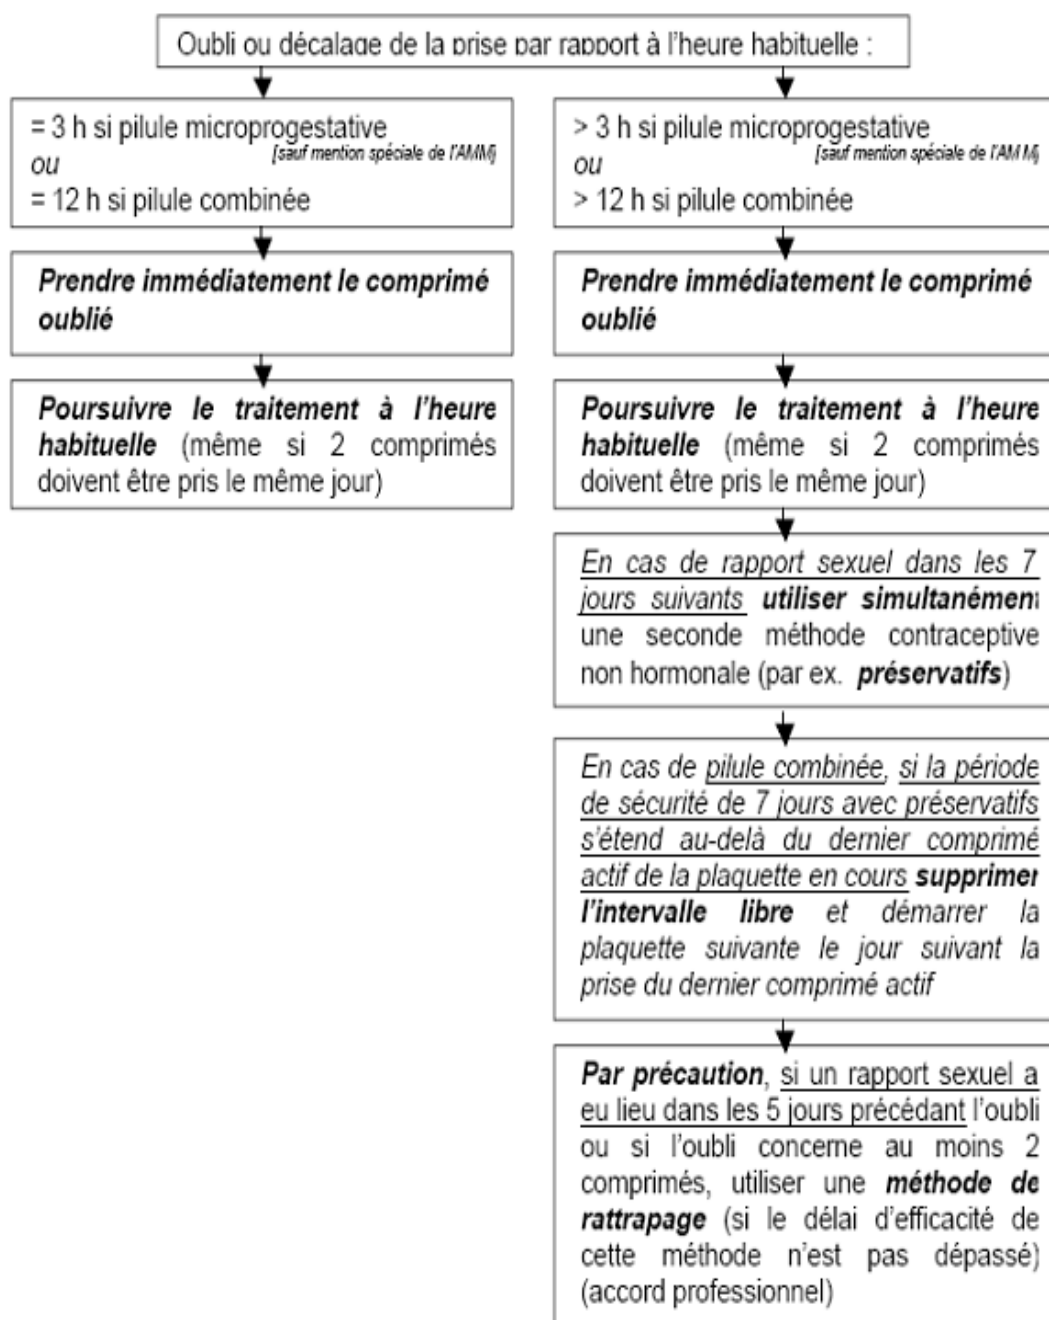 Oubli ou décalage de la prise par rapport à l'heure habituelle :
= 3 h si pilule microprogestative
[sauf mention spéciale de l'AMM]
ou
= 12 h si pilule combinée
Prendre immédiatement le comprimé
oublié
Poursuivre le traitement à l'heure
habituelle (même si 2 comprimés
doivent être pris le même jour)
> 3 h si pilule microprogestative
[sauf mention spéciale de l'AMM]
ou
> 12 h si pilule combinée
Prendre immédiatement le comprimé
oublié
Poursuivre le traitement à l'heure
habituelle (même si 2 comprimés
doivent être pris le même jour)
En cas de rapport sexuel dans les 7
jours suivants utiliser simultanément
une seconde méthode contraceptive
non hormonale (par ex. préservatifs)
En cas de pilule combinée, si la période
de sécurité de 7 jours avec préservatifs
s'étend au-delà du dernier comprimé
actif de la plaquette en cours supprimer
l'intervalle libre et démarrer la
plaquette suivante le jour suivant la
prise du dernier comprimé actif
Par précaution, si un rapport sexuel a
eu lieu dans les 5 jours précédant l'oubli
ou si l'oubli concerne au moins 2
comprimés, utiliser une méthode de
rattrapage (si le délai d'efficacité de
cette méthode n'est pas dépassé)
(accord professionnel)